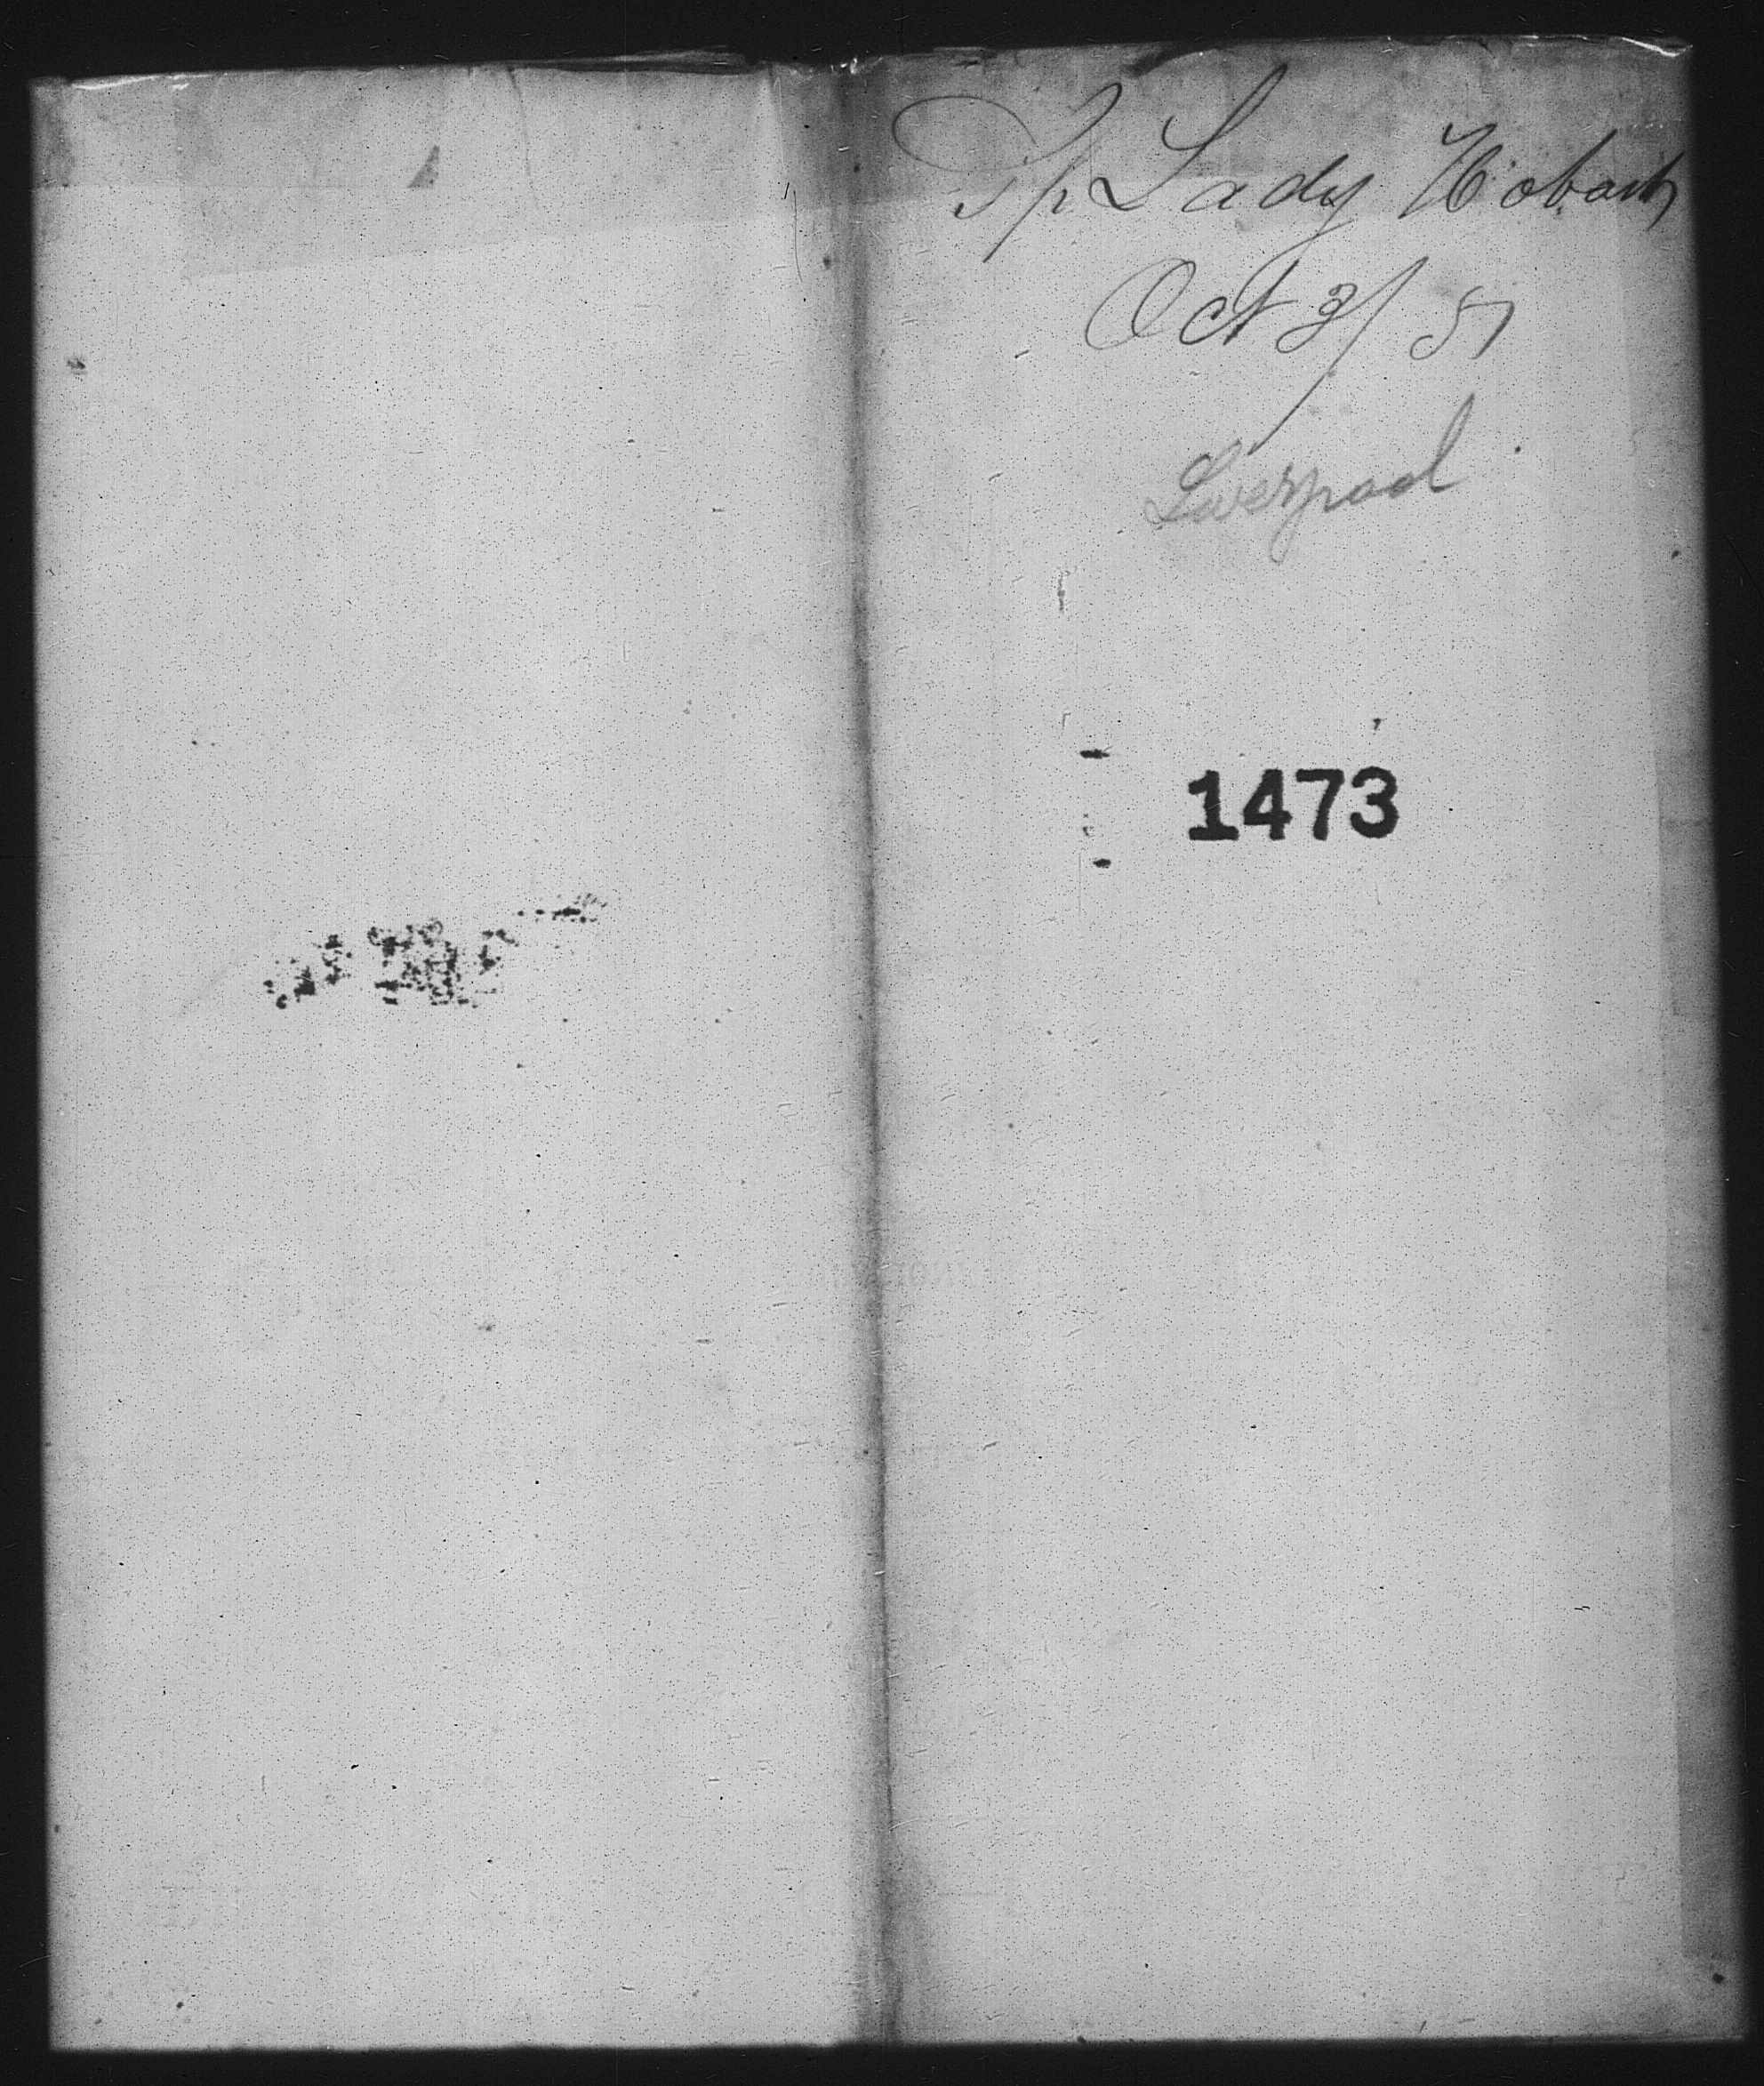 Sp Lady Hobart
Oct 3/ 51
Liverpool
1473